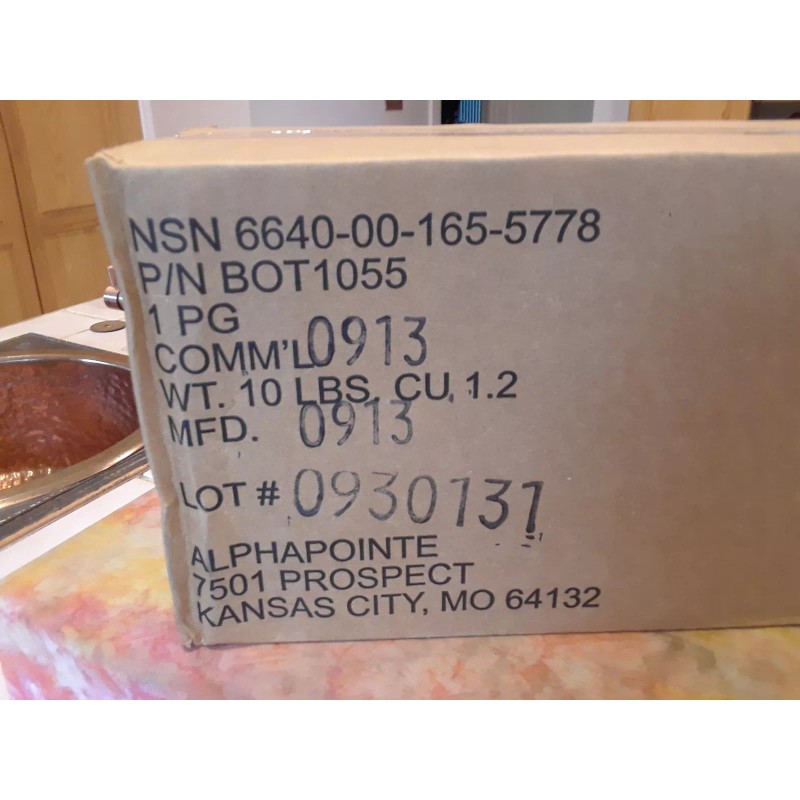 NSN 6640-00-165-5778
P/N BOT1055
1 PG
COMM'L 0913
WT. 10 LBS. CU. 1.2
MFD. 0913
LOT # 0930131
ALPHAPOINTE
7501 PROSPECT
KANSAS CITY, MO 64132